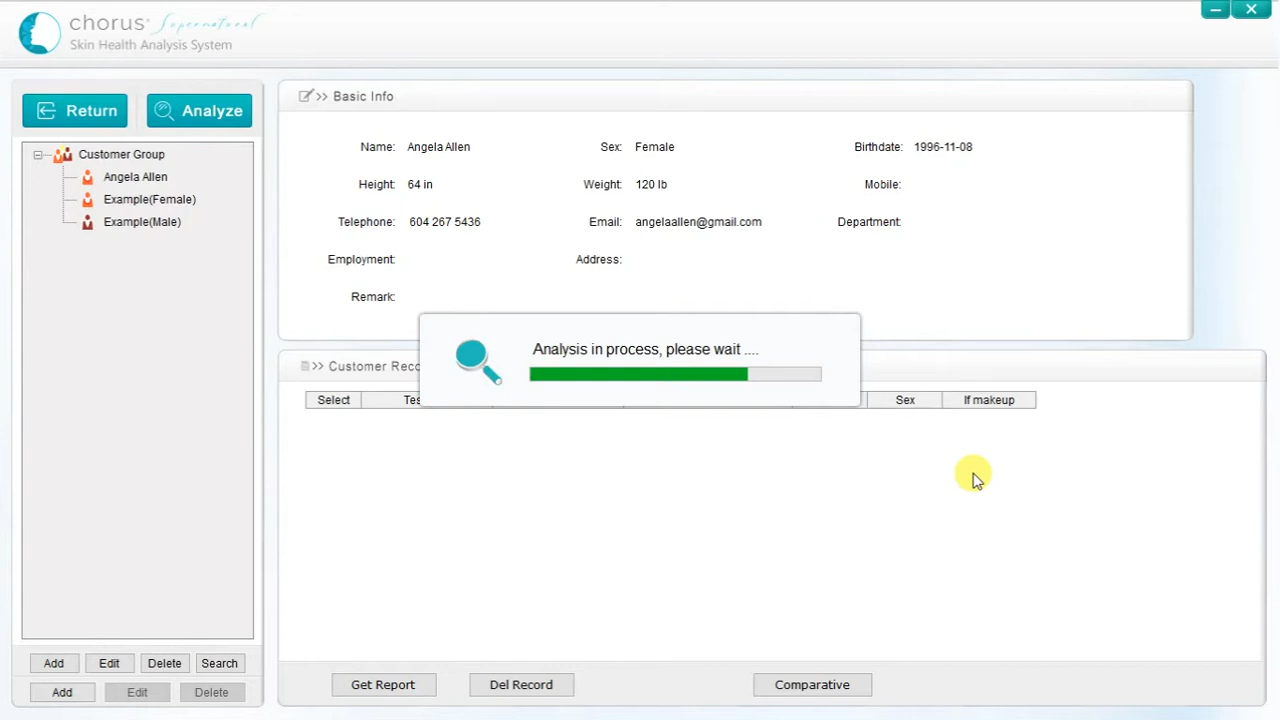 chorus Supernatural
Skin Health Analysis System
Return
Analyze
Customer Group
Angela Allen
Example(Female)
Example(Male)
Add Edit Delete Search
Add Edit Delete
>> Basic Info
Name: Angela Allen Sex: Female Birthdate: 1996-11-08
Height: 64 in Weight: 120 lb Mobile:
Telephone: 604 267 5436 Email: angelaallen@gmail.com Department:
Employment: Address:
Remark:
Analysis in process, please wait ....
>> Customer Reco
Select Tes Sex If makeup
Get Report Del Record Comparative